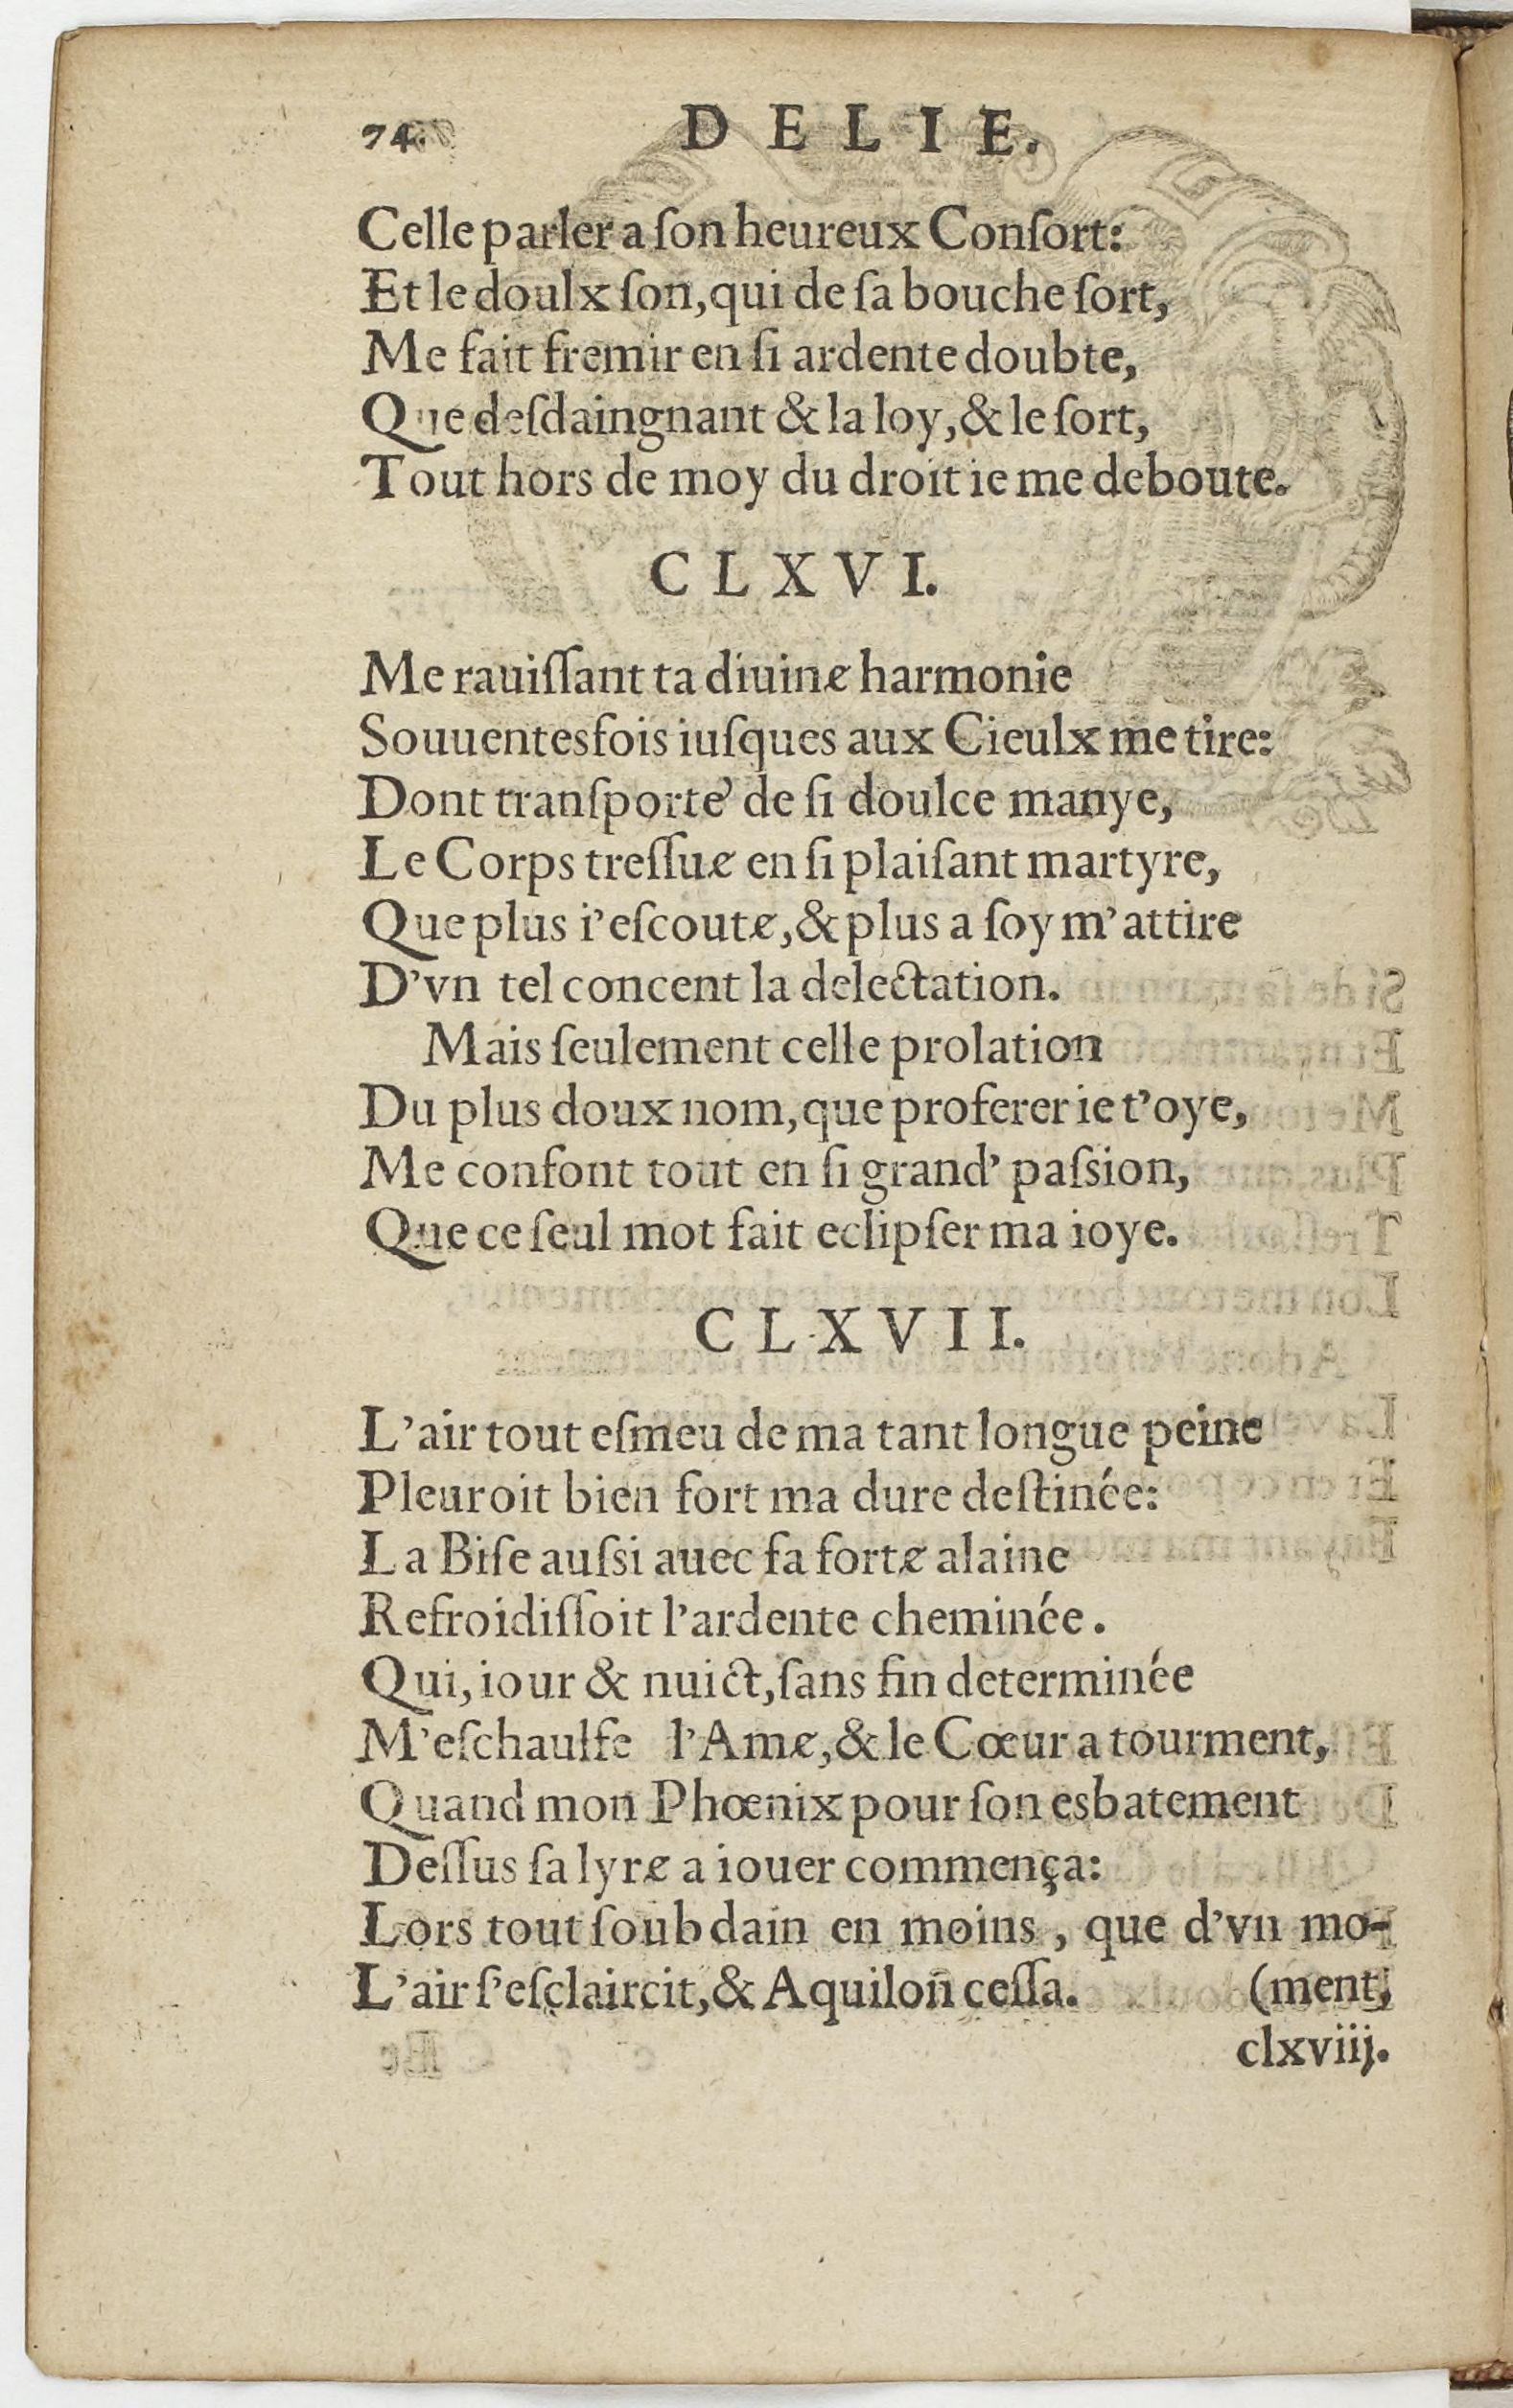 74. DELIE.
Celle parler a ſon heureux Conſort:
Et le doulx ſon, qui de ſa bouche ſort,
Me fait fremir en ſi ardente doubte,
Que deſdaingnant & la loy, & le ſort,
Tout hors de moy du droit ie me deboute.
CLXVI.
Me rauiſſant ta diuine harmonie
Souuentesfois iuſques aux Cieulx me tire:
Dont tranſporté de ſi doulce manye,
Le Corps treſſue en ſi plaiſant martyre,
Que plus i'eſcoute, & plus a ſoy m'attire
D'vn tel concent la delectation.
Mais ſeulement celle prolation
Du plus doux nom, que proferer ie t'oye,
Me confont tout en ſi grand' paſsion,
Que ce ſeul mot fait eclipſer ma ioye.
CLXVII.
L'air tout eſmeu de ma tant longue peine
Pleuroit bien fort ma dure deſtinée:
La Biſe auſsi auec ſa forte alaine
Refroidiſſoit l'ardente cheminée.
Qui, iour & nuict, ſans fin determinée
M'eſchaulfe l'Ame, & le Cœur a tourment,
Quand mon Phœnix pour ſon esbatement
Deſſus ſa lyre a iouer commença:
Lors tout ſoubdain en moins, que d'vn mo-
L'air ſ'eſclaircit, & Aquilon ceſſa. (ment,
clxviij.